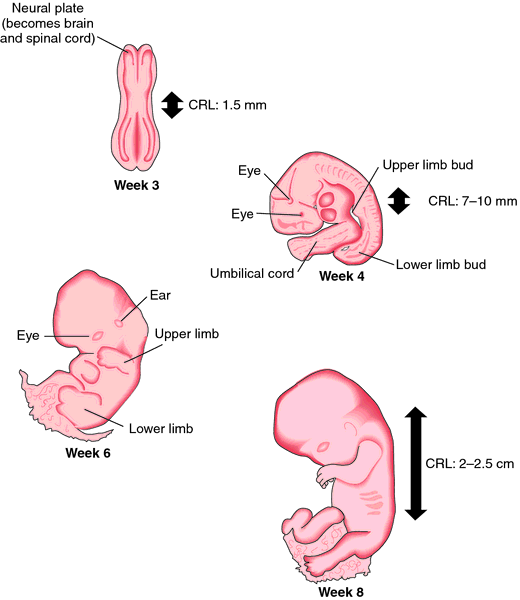 Neural plate
(becomes brain
and spinal cord)
CRL: 1.5 mm
Week 3
Eye
Eye
Upper limb bud
CRL: 7–10 mm
Umbilical cord
Lower limb bud
Week 4
Ear
Eye
Upper limb
Lower limb
Week 6
CRL: 2–2.5 cm
Week 8